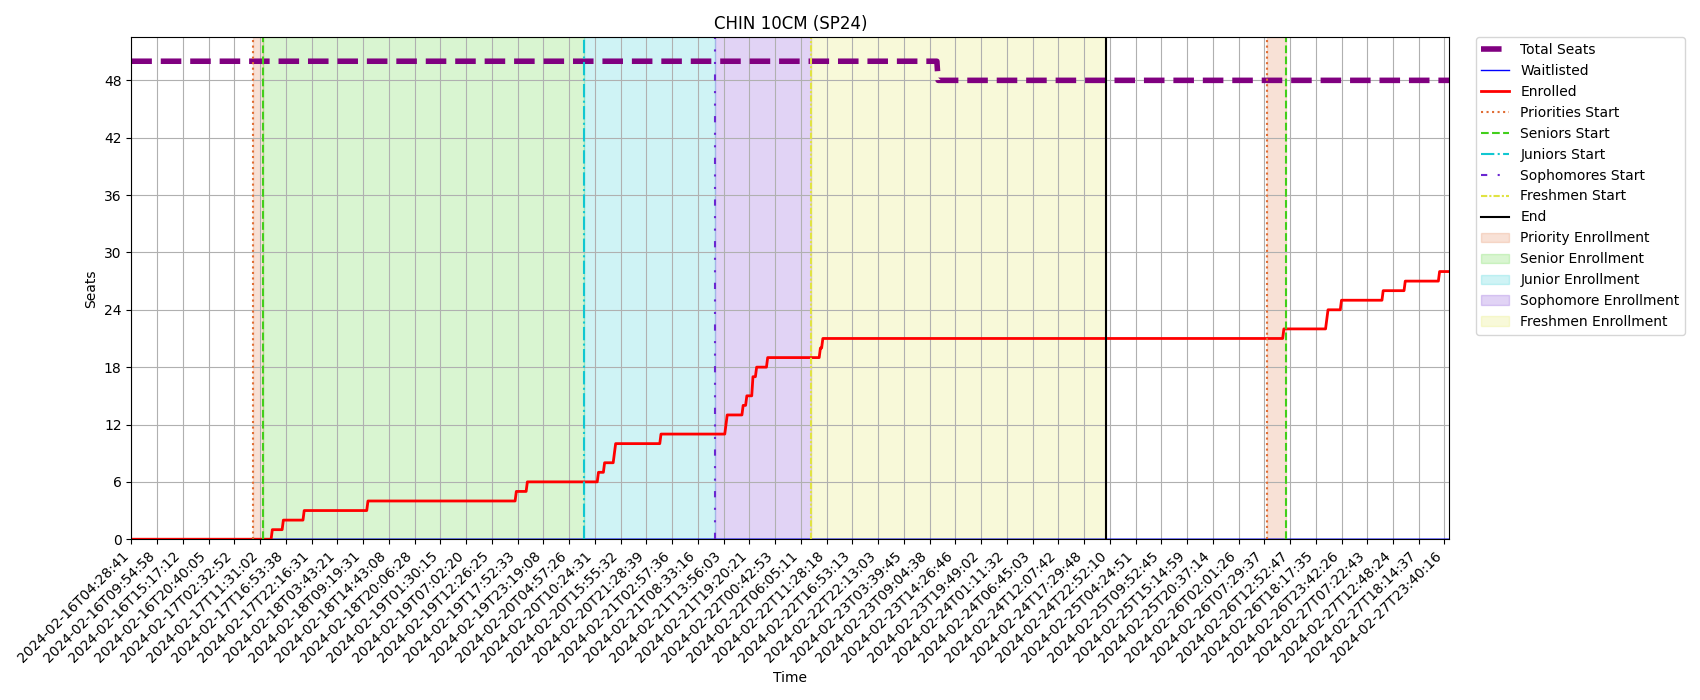 CHIN 10CM (SP24)
Total Seats
Waitlisted
Enrolled
Priorities Start
Seniors Start
Juniors Start
Sophomores Start
Freshmen Start
End
Priority Enrollment
Senior Enrollment
Junior Enrollment
Sophomore Enrollment
Freshmen Enrollment
Seats
48
42
36
30
24
18
12
6
0
2024-02-16T04:28:41
2024-02-16T09:54:58
2024-02-16T15:17:12
2024-02-16T20:40:05
2024-02-17T02:32:52
2024-02-17T11:31:02
2024-02-17T16:53:38
2024-02-17T22:16:31
2024-02-18T03:43:21
2024-02-18T09:19:31
2024-02-18T14:43:08
2024-02-18T20:06:28
2024-02-19T01:30:15
2024-02-19T07:02:20
2024-02-19T12:26:25
2024-02-19T17:52:33
2024-02-19T23:19:08
2024-02-20T04:57:26
2024-02-20T10:24:31
2024-02-20T15:55:32
2024-02-20T21:28:39
2024-02-21T02:57:36
2024-02-21T08:33:16
2024-02-21T13:56:03
2024-02-21T19:20:21
2024-02-22T00:42:53
2024-02-22T06:05:11
2024-02-22T11:28:18
2024-02-22T16:53:13
2024-02-22T22:13:03
2024-02-23T03:39:45
2024-02-23T09:04:38
2024-02-23T14:26:46
2024-02-23T19:49:02
2024-02-24T01:11:32
2024-02-24T06:45:03
2024-02-24T12:07:42
2024-02-24T17:29:48
2024-02-24T22:52:10
2024-02-25T04:24:51
2024-02-25T09:52:45
2024-02-25T15:14:59
2024-02-25T20:37:14
2024-02-26T02:01:26
2024-02-26T07:29:37
2024-02-26T12:52:47
2024-02-26T18:17:35
2024-02-26T23:42:26
2024-02-27T07:22:43
2024-02-27T12:48:24
2024-02-27T18:14:37
2024-02-27T23:40:16
Time